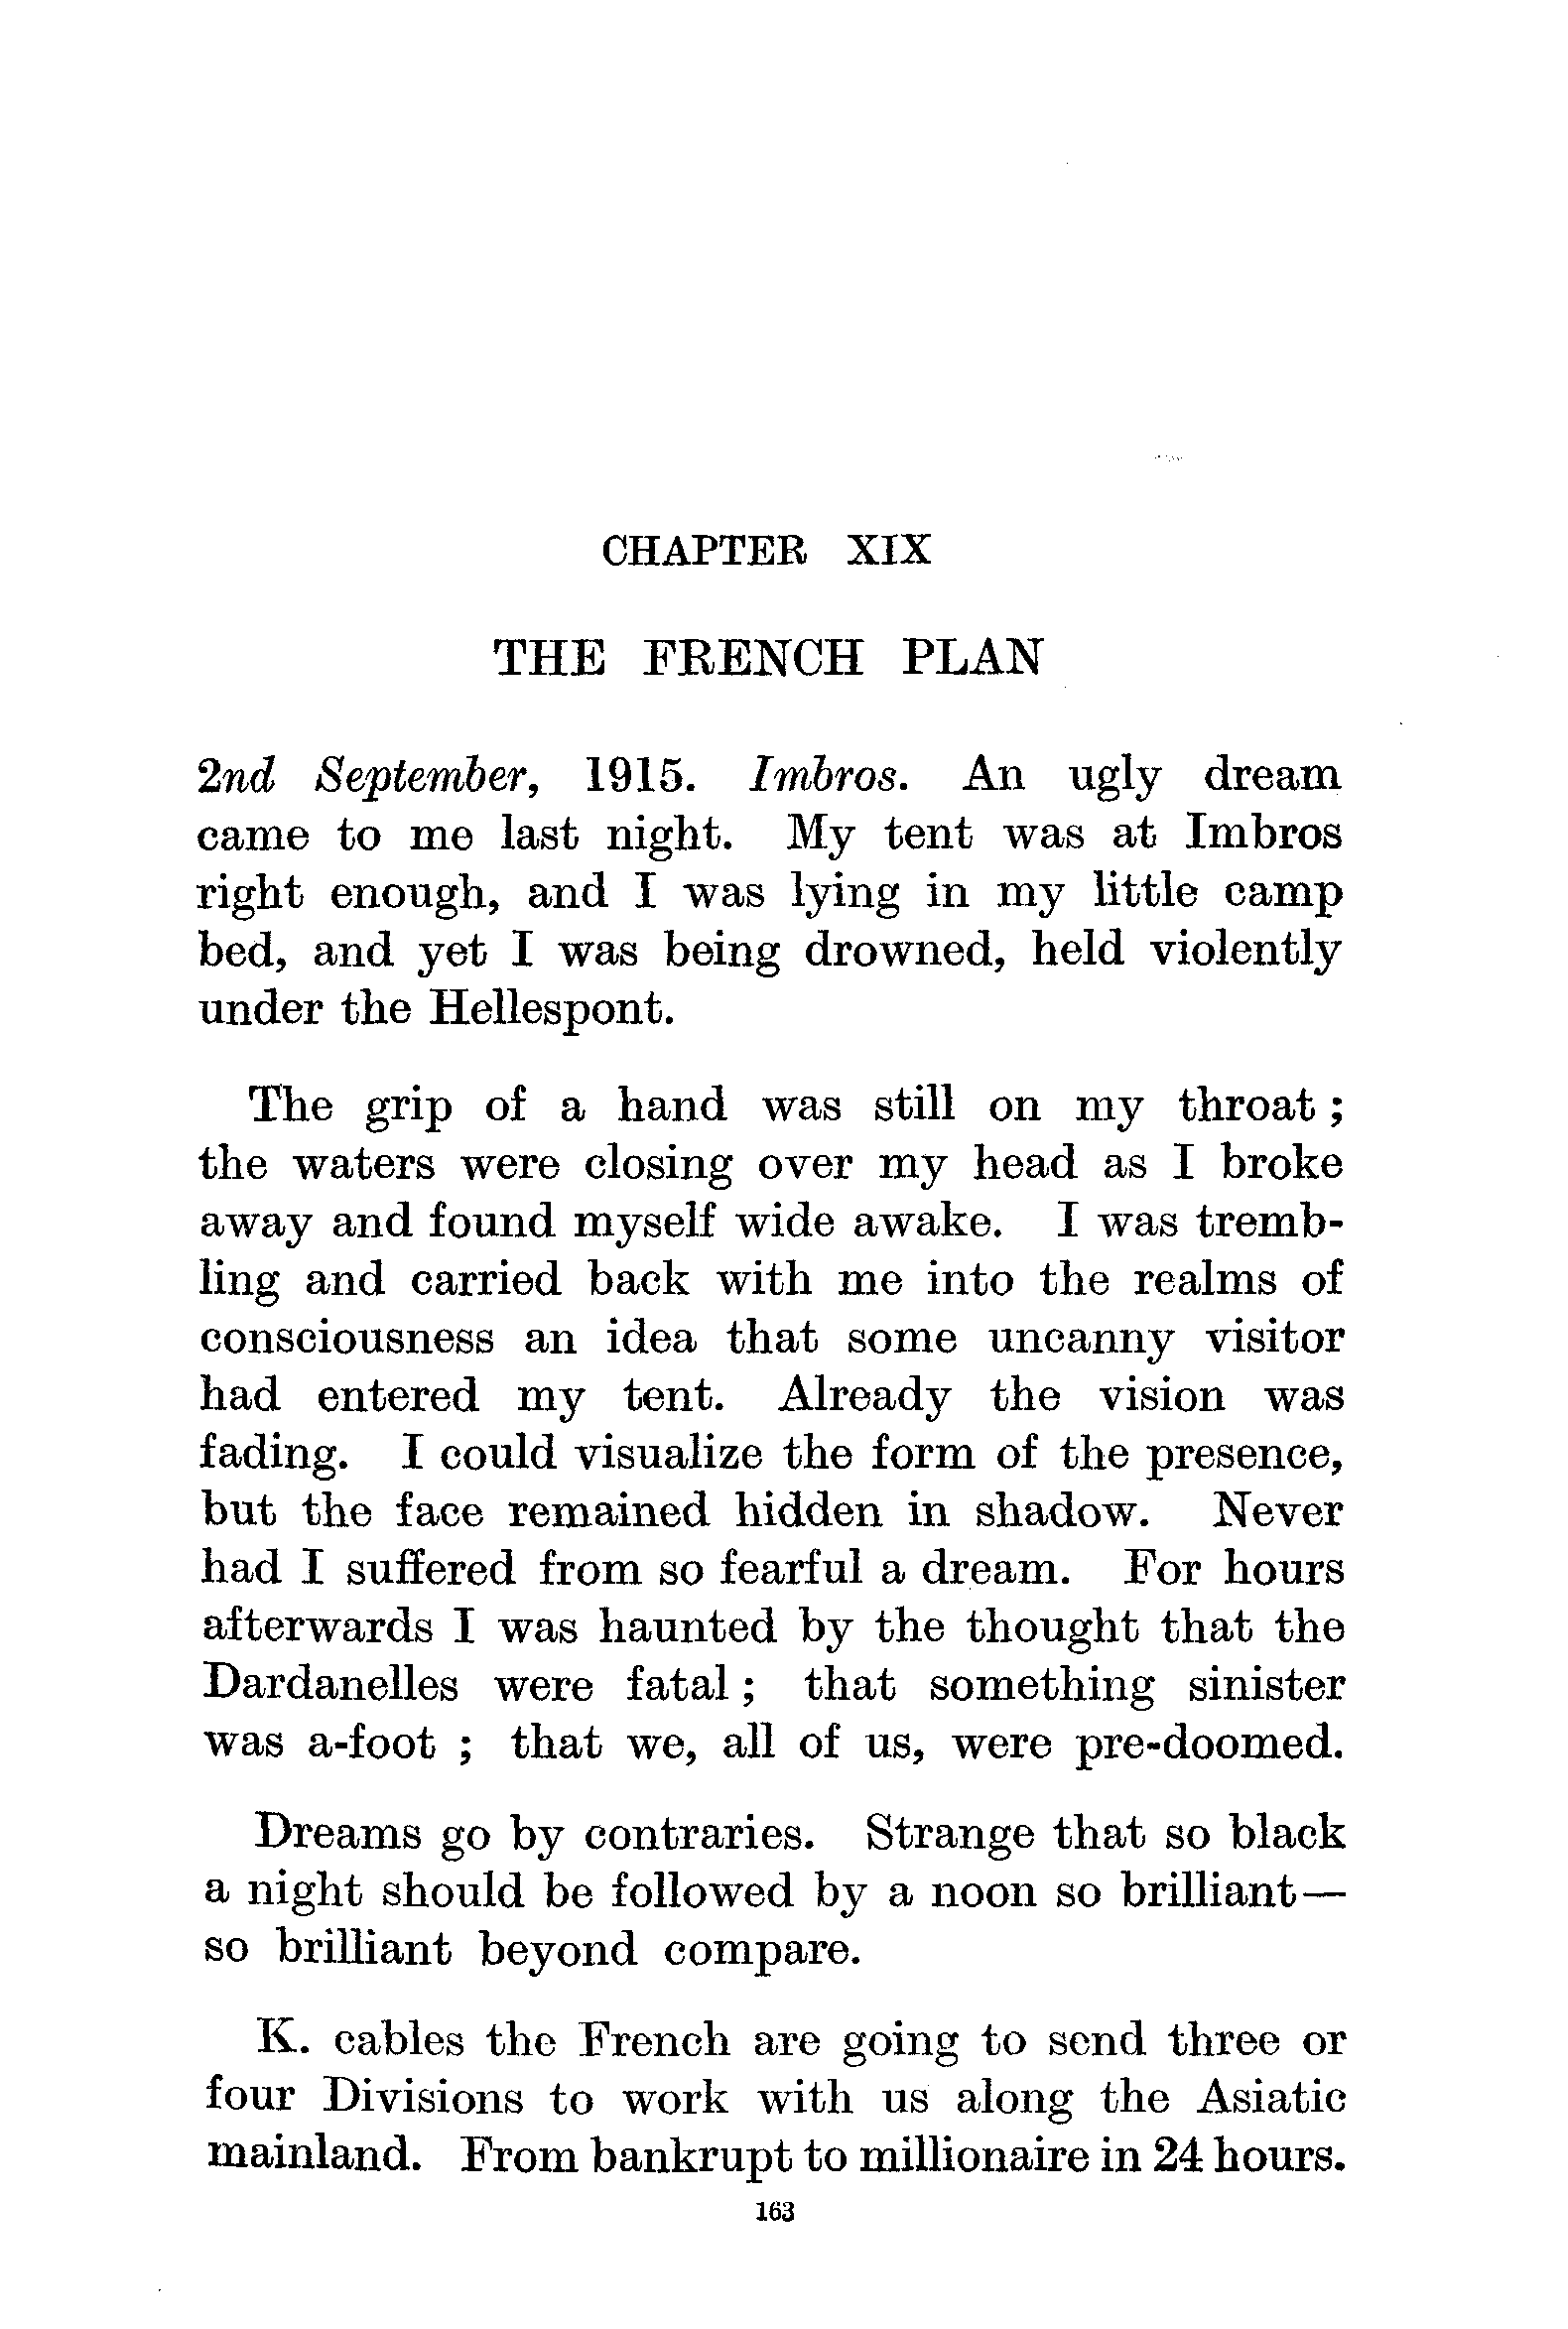 CHAPTER XIX
THE FRENCH PLAN
2nd September, 1915. Imbros. An ugly dream
came to me last night. My tent was at Imbros
right enough, and I was lying in my little camp
bed, and yet I was being drowned, held violently
under the Hellespont.
The grip of a hand was still on my throat ;
the waters were closing over my head as I broke
away and found myself wide awake. I was tremb-
ling and carried back with me into the realms of
consciousness an idea that some uncanny visitor
had entered my tent. Already the vision was
fading. I could visualize the form of the presence,
but the face remained hidden in shadow. Never
had I suffered from so fearful a dream. For hours
afterwards I was haunted by the thought that the
Dardanelles were fatal ; that something sinister
was a-foot ; that we, all of us, were pre-doomed.
Dreams go by contraries. Strange that so black
a night should be followed by a noon so brilliant—
so brilliant beyond compare.
K. cables the French are going to send three or
four Divisions to work with us along the Asiatic
mainland. From bankrupt to millionaire in 24 hours.
163